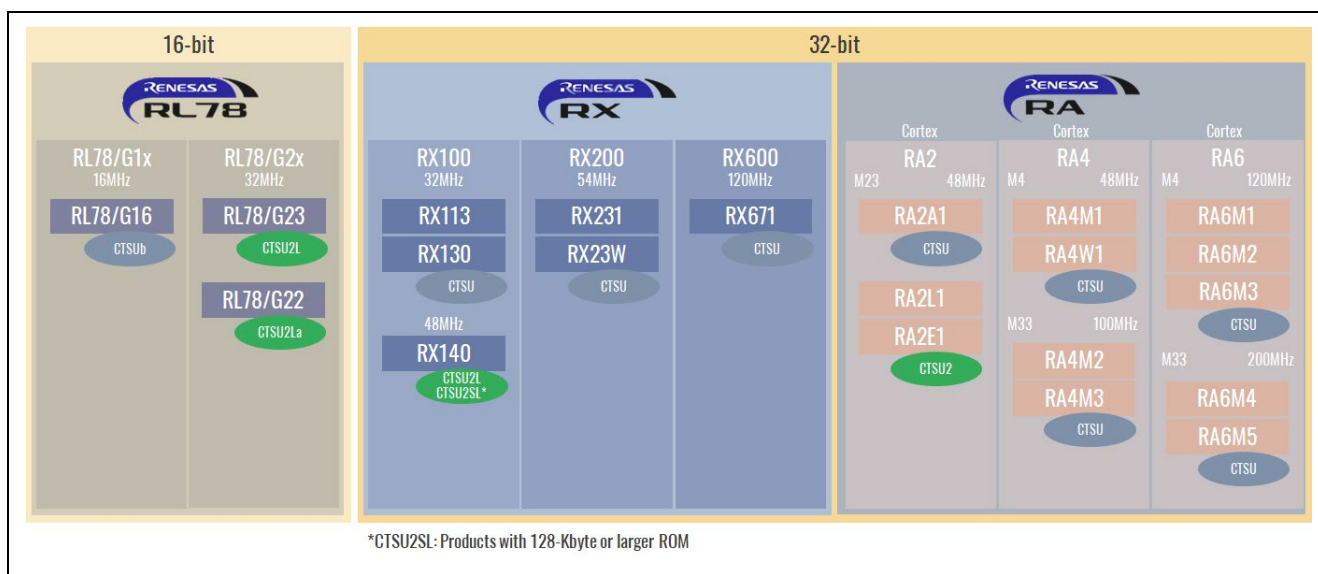 16-bit
32-bit
RENESAS
RL78
RENESAS
RX
RENESAS
RA
RL78/G1x
16MHz
RL78/G16
CTSUb
RL78/G2x
32MHz
RL78/G23
CTSU2L
RL78/G22
CTSU2La
RX100
32MHz
RX113
RX130
CTSU
48MHz
RX140
CTSU2L
CTSU2SL*
RX200
54MHz
RX231
RX23W
CTSU
RX600
120MHz
RX671
CTSU
Cortex
RA2
M23 48MHz
RA2A1
CTSU
RA2L1
RA2E1
CTSU2
Cortex
RA4
M4 48MHz
RA4M1
RA4W1
CTSU
M33 100MHz
RA4M2
RA4M3
CTSU
Cortex
RA6
M4 120MHz
RA6M1
RA6M2
RA6M3
CTSU
M33 200MHz
RA6M4
RA6M5
CTSU
*CTSU2SL: Products with 128-Kbyte or larger ROM